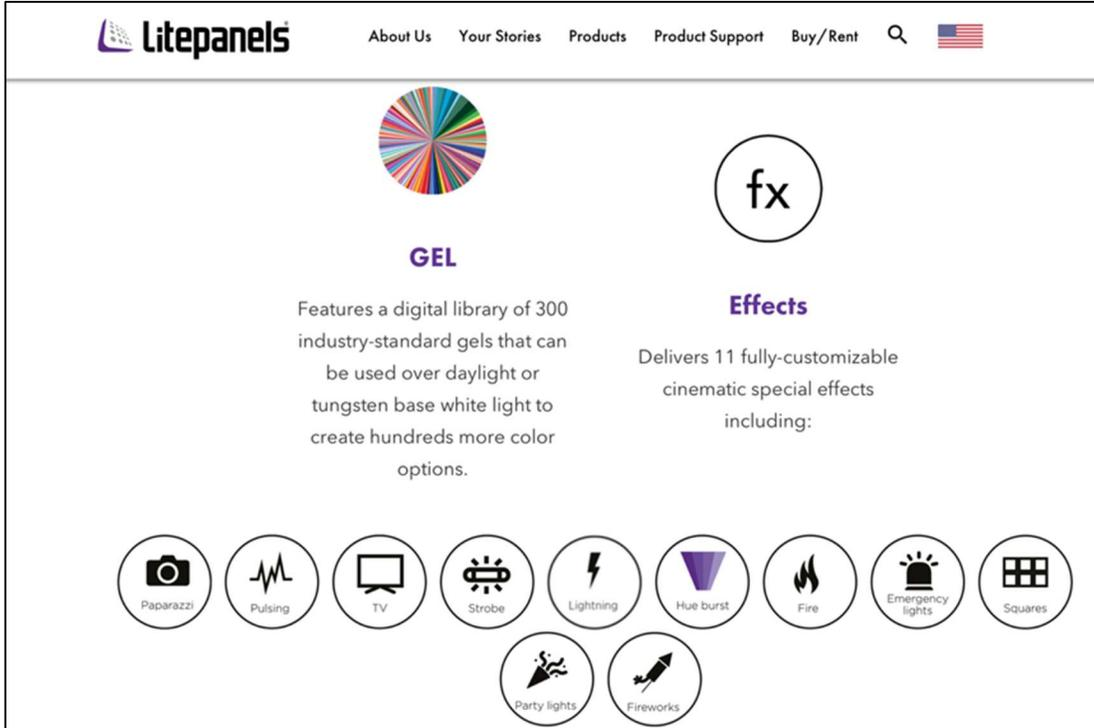 Litepanels
About Us Your Stories Products Product Support Buy/Rent
GEL
Features a digital library of 300
industry-standard gels that can
be used over daylight or
tungsten base white light to
create hundreds more color
options.
fx
Effects
Delivers 11 fully-customizable
cinematic special effects
including:
Paparazzi
Pulsing
TV
Strobe
Lightning
Hue burst
Fire
Emergency
lights
Squares
Party lights
Fireworks